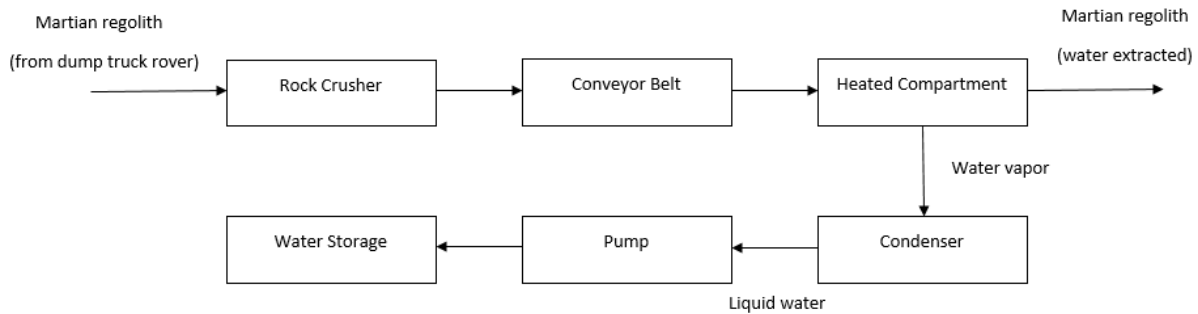 Martian regolith
(from dump truck rover)
Rock Crusher
Conveyor Belt
Heated Compartment
Martian regolith
(water extracted)
Water vapor
Water Storage
Pump
Condenser
Liquid water